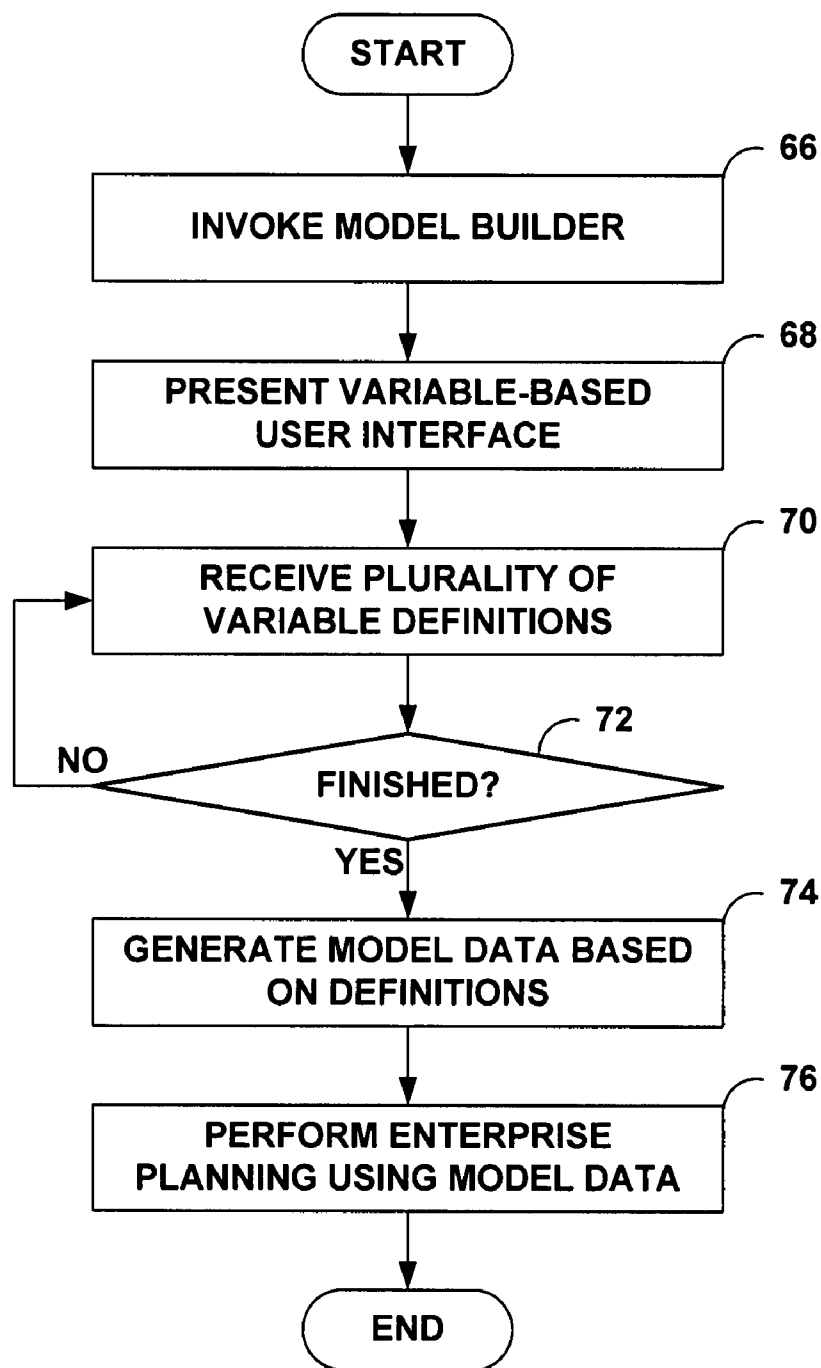 START
66
INVOKE MODEL BUILDER
68
PRESENT VARIABLE-BASED
USER INTERFACE
70
RECEIVE PLURALITY OF
VARIABLE DEFINITIONS
72
NO
FINISHED?
YES
74
GENERATE MODEL DATA BASED
ON DEFINITIONS
76
PERFORM ENTERPRISE
PLANNING USING MODEL DATA
END